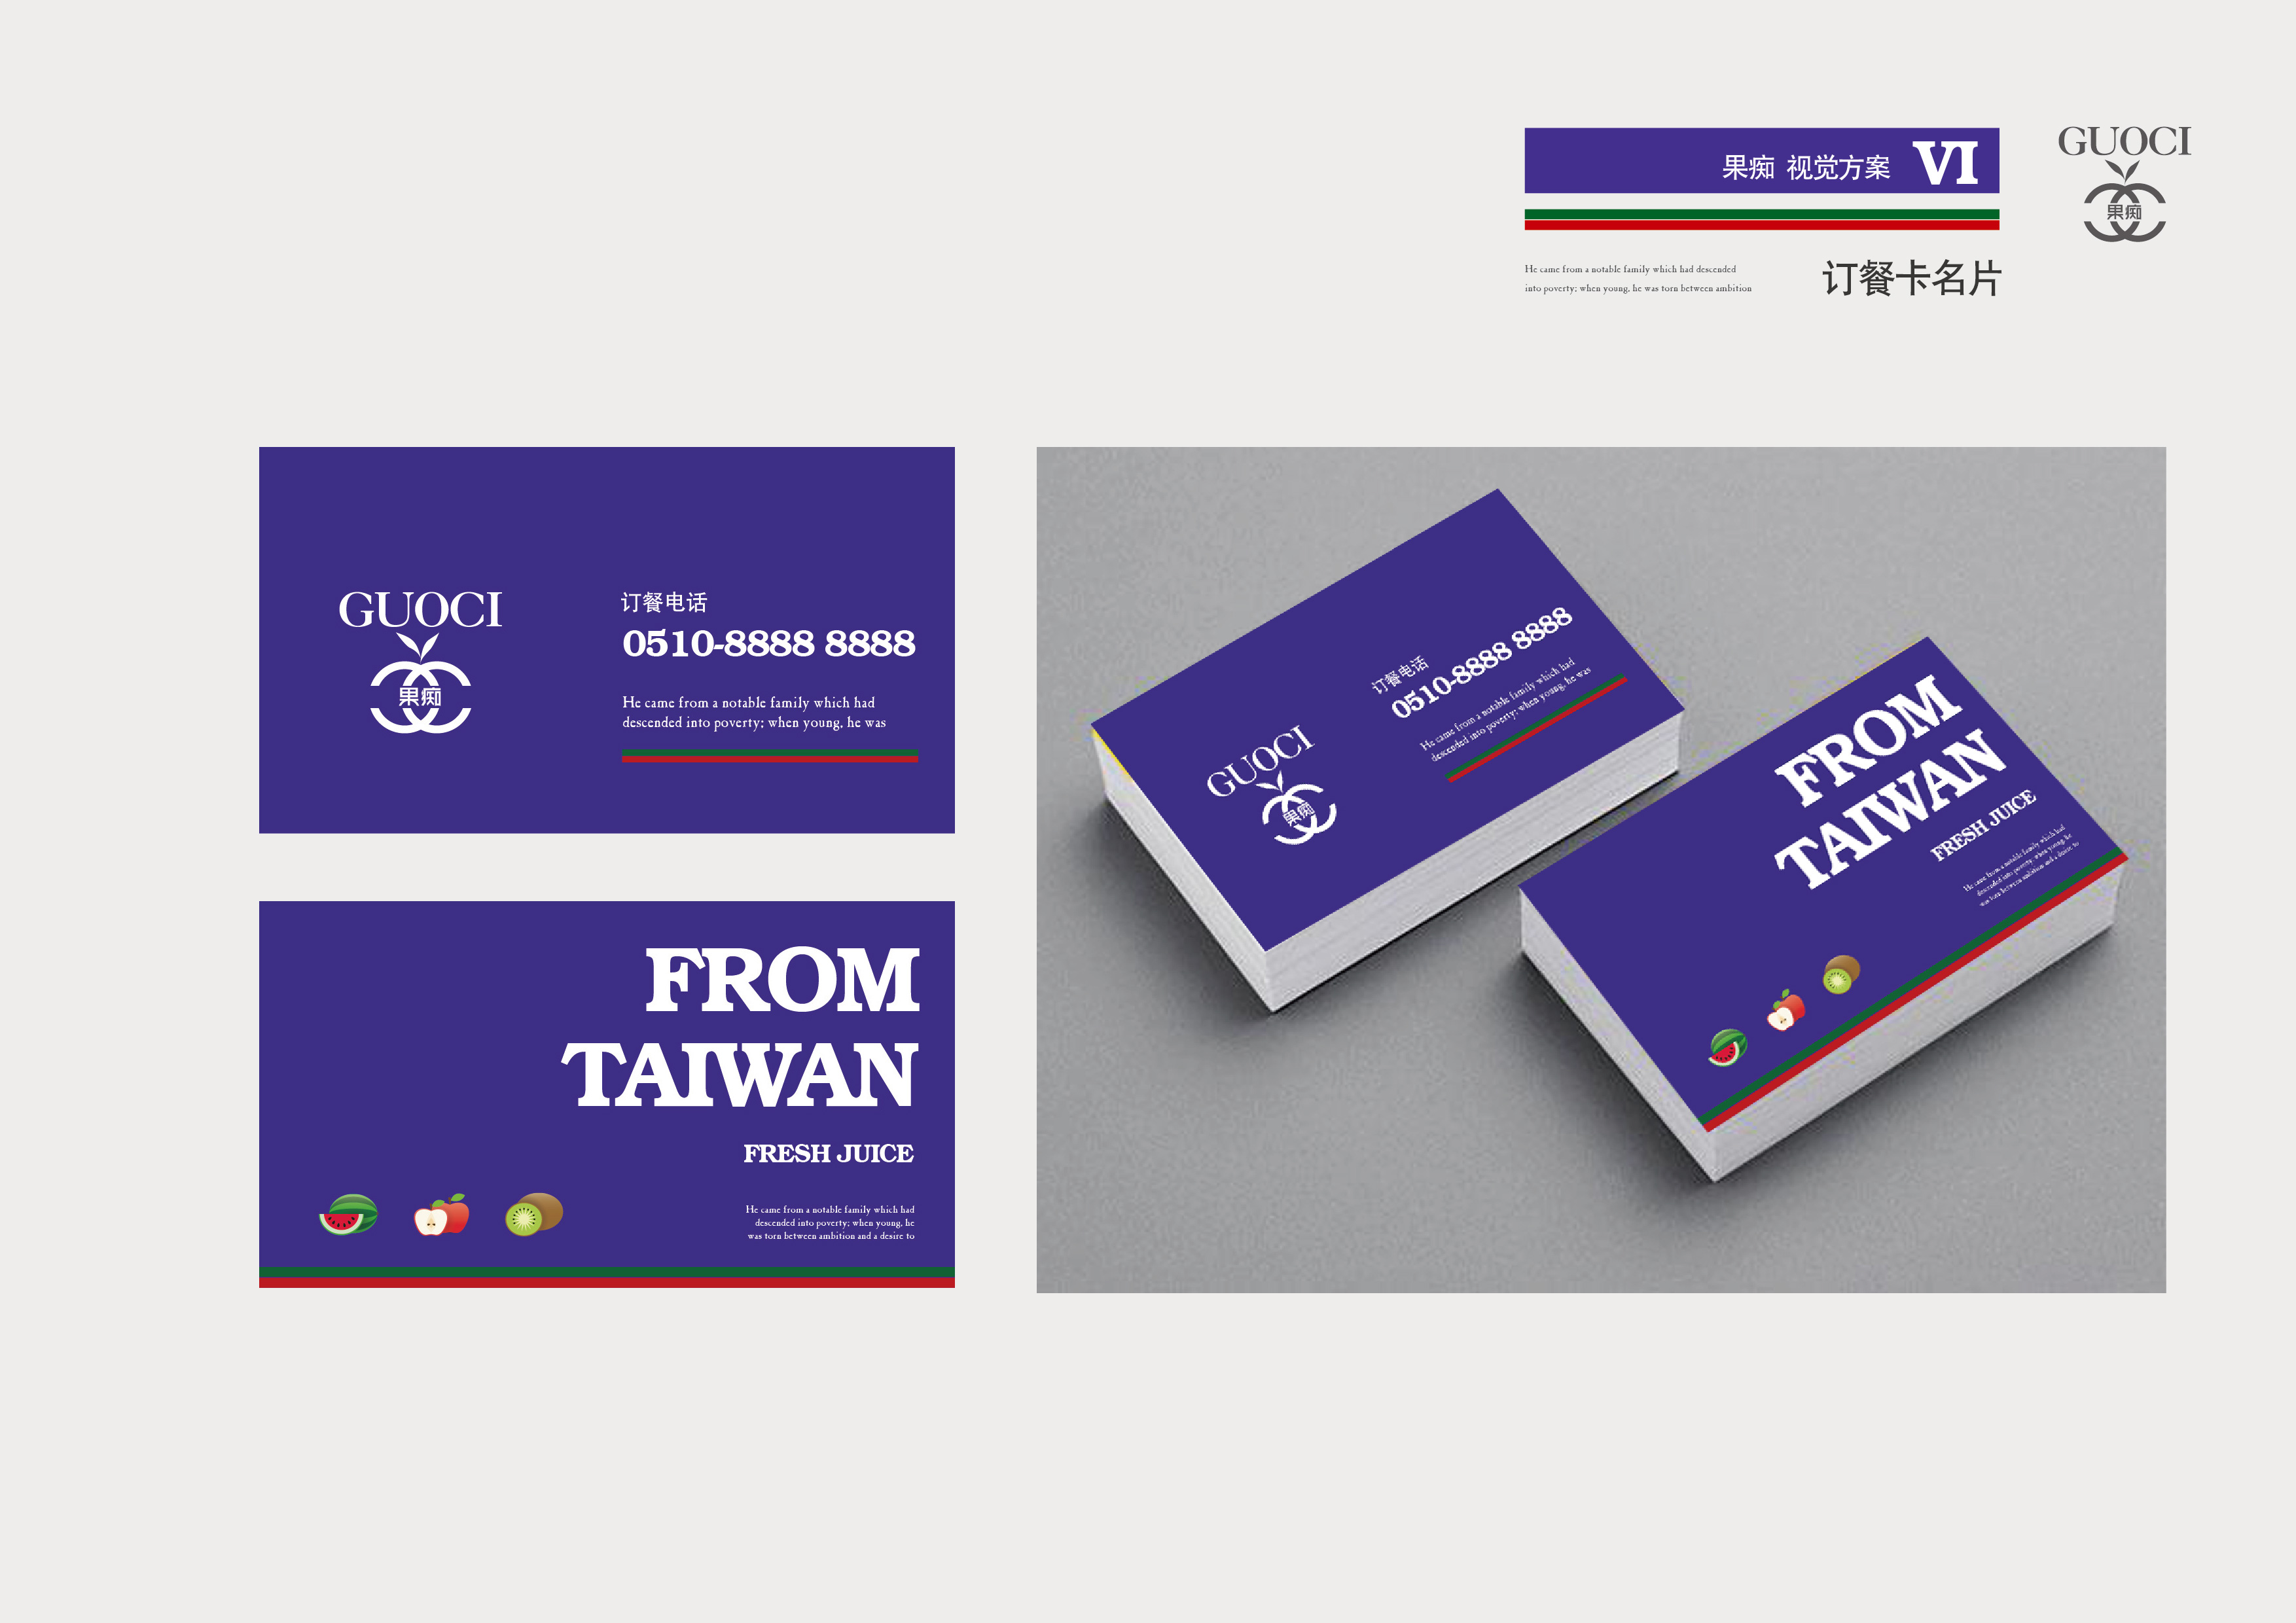 果痴 视觉方案 VI
GUOCI
果痴
He came from a notable family which had descended
into poverty; when young, he was torn between ambition
订餐卡名片
GUOCI
果痴
订餐电话
0510-8888 8888
He came from a notable family which had
descended into poverty; when young, he was
FROM
TAIWAN
FRESH JUICE
He came from a notable family which had
descended into poverty; when young, he
was torn between ambition and a desire to
GUOCI
果痴
订餐电话
0510-8888 8888
He came from a notable family which had
descended into poverty; when young, he was
FROM
TAIWAN
FRESH JUICE
He came from a notable family which had
descended into poverty; when young, he
was torn between ambition and a desire to